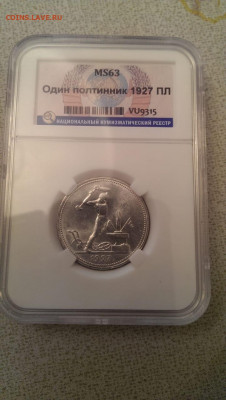 COINS.LAVE.RU
MS63
Один полтинник 1927 ПЛ
VU9315
НАЦИОНАЛЬНЫЙ НУМИЗМАТИЧЕСКИЙ РЕЕСТР